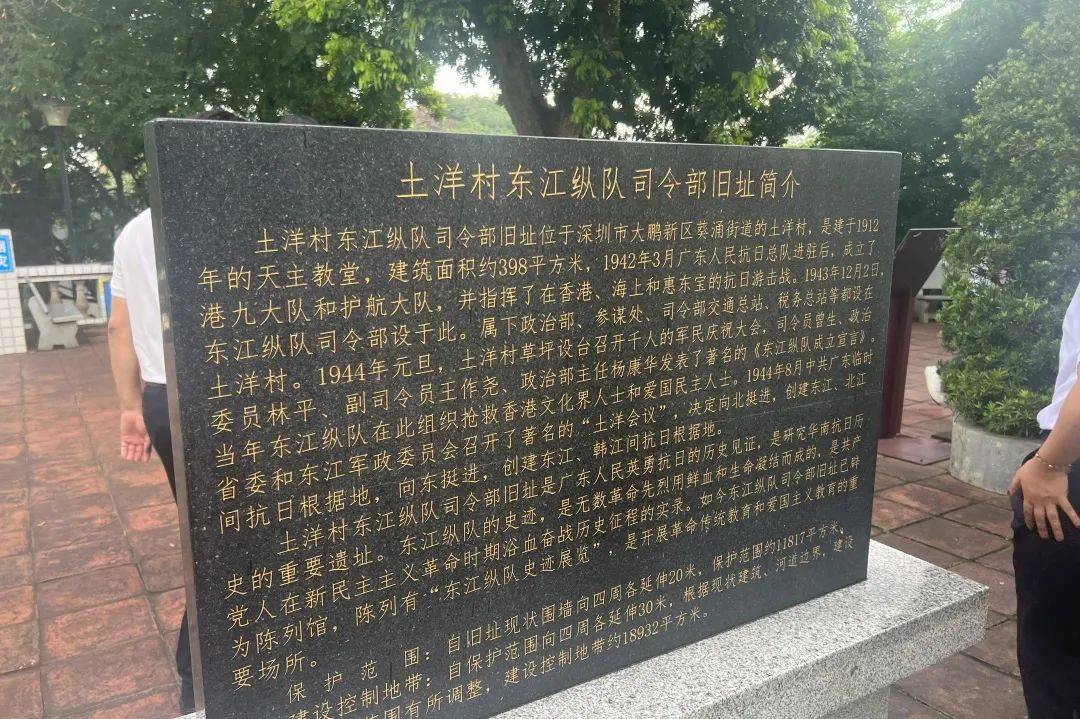 土洋村东江纵队司令部旧址简介
土洋村东江纵队司令部旧址位于深圳市大鹏新区葵涌街道的土洋村，是建于1912
年的天主教堂，建筑面积约398平方米，1942年3月广东人民抗日总队进驻后，成立了
港九大队和护航大队，并指挥了在香港、海上和惠东宝的抗日游击战。1943年12月2日，
东江纵队司令部设于此。属下政治部、参谋处、司令部交通总站、税务总站等都设在
土洋村。1944年元旦，土洋村草坪设台召开千人的军民庆祝大会，司令员曾生、政治
委员林平、副司令员王作尧、政治部主任杨康华发表了著名的《东江纵队成立宣言》。
当年东江纵队在此组织抢救香港文化界人士和爱国民主人士。1944年8月中共广东临时
省委和东江军政委员会召开了著名的“土洋会议”，决定向北挺进，创建东江、北江
间抗日根据地，向东挺进，创建东江、韩江间抗日根据地。
土洋村东江纵队司令部旧址是广东人民英勇抗日的历史见证，是研究华南抗日历
史的重要遗址。东江纵队的史迹，是无数革命先烈用鲜血和生命凝结而成的，是共产
党人在新民主主义革命时期浴血奋战历史征程的实录。如今东江纵队司令部旧址已辟
为陈列馆，陈列有“东江纵队史迹展览”，是开展革命传统教育和爱国主义教育的重
要场所。
保护范围：自旧址现状围墙向四周各延伸20米，保护范围约11817平方米。
建设控制地带：自保护范围向四周各延伸30米，根据现状建筑、河道边界，建设
范围有所调整，建设控制地带约18932平方米。